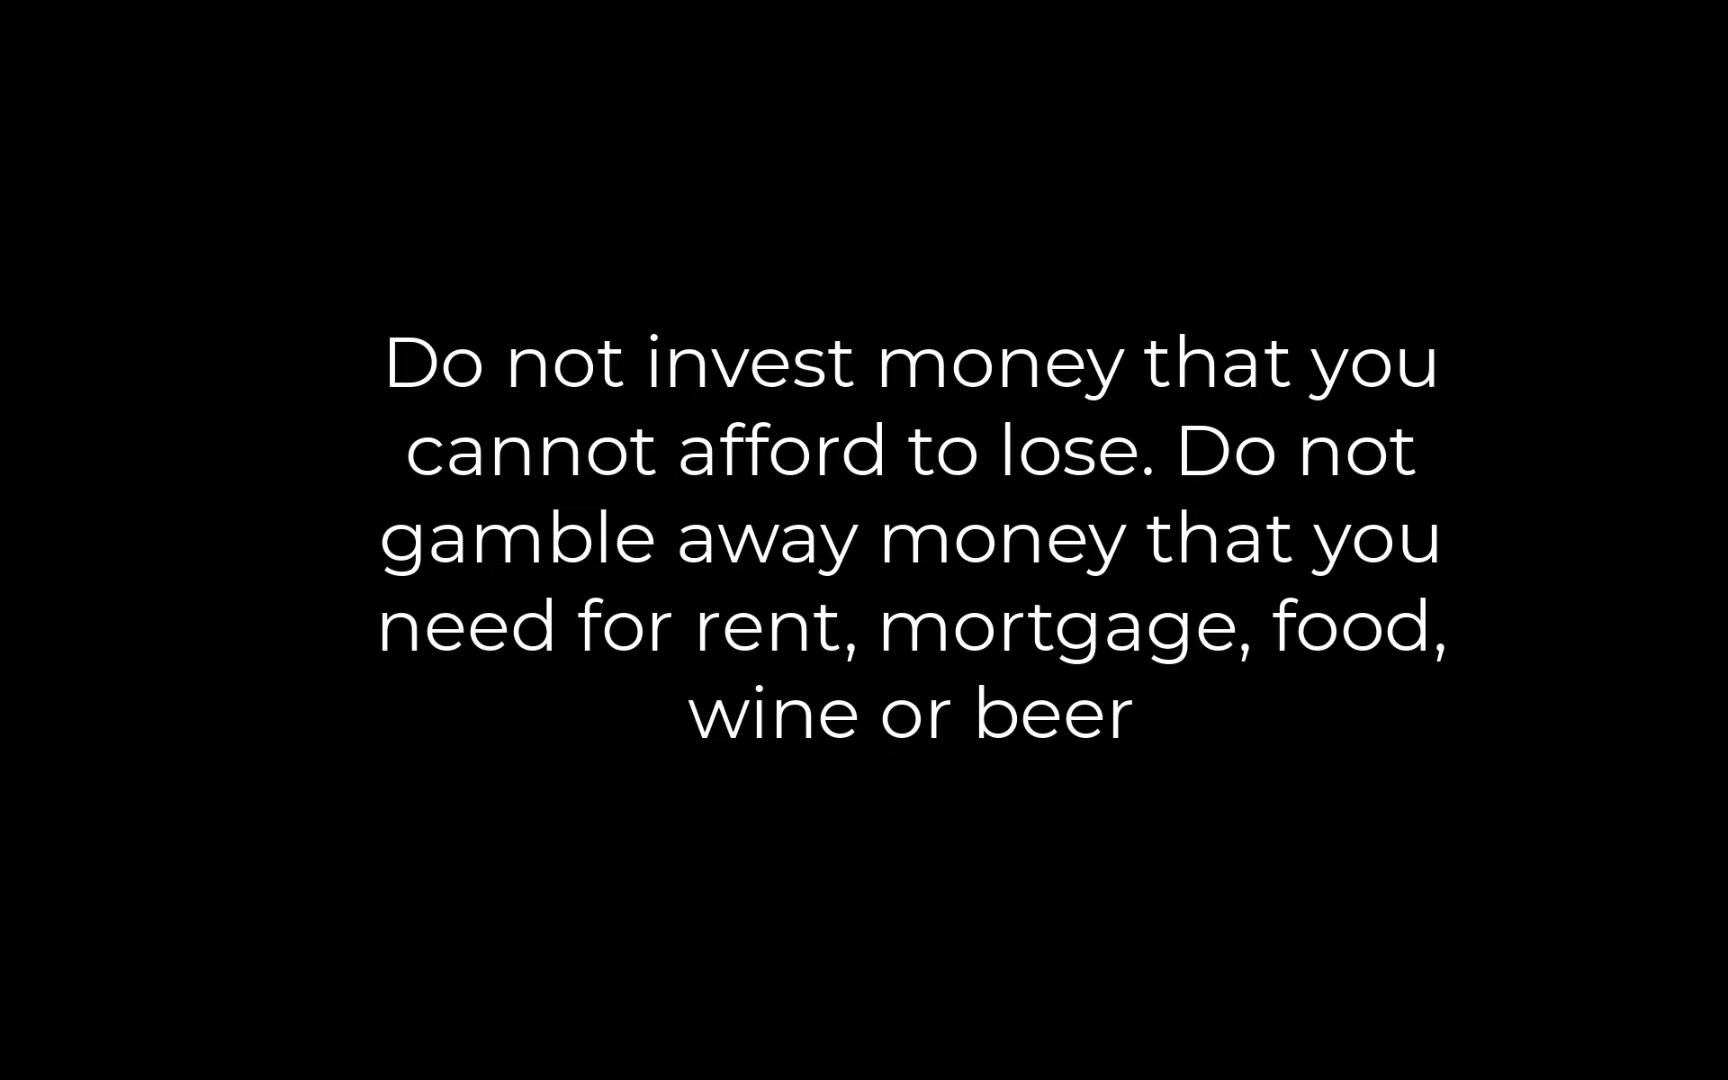 Do not invest money that you
cannot afford to lose. Do not
gamble away money that you
need for rent, mortgage, food,
wine or beer